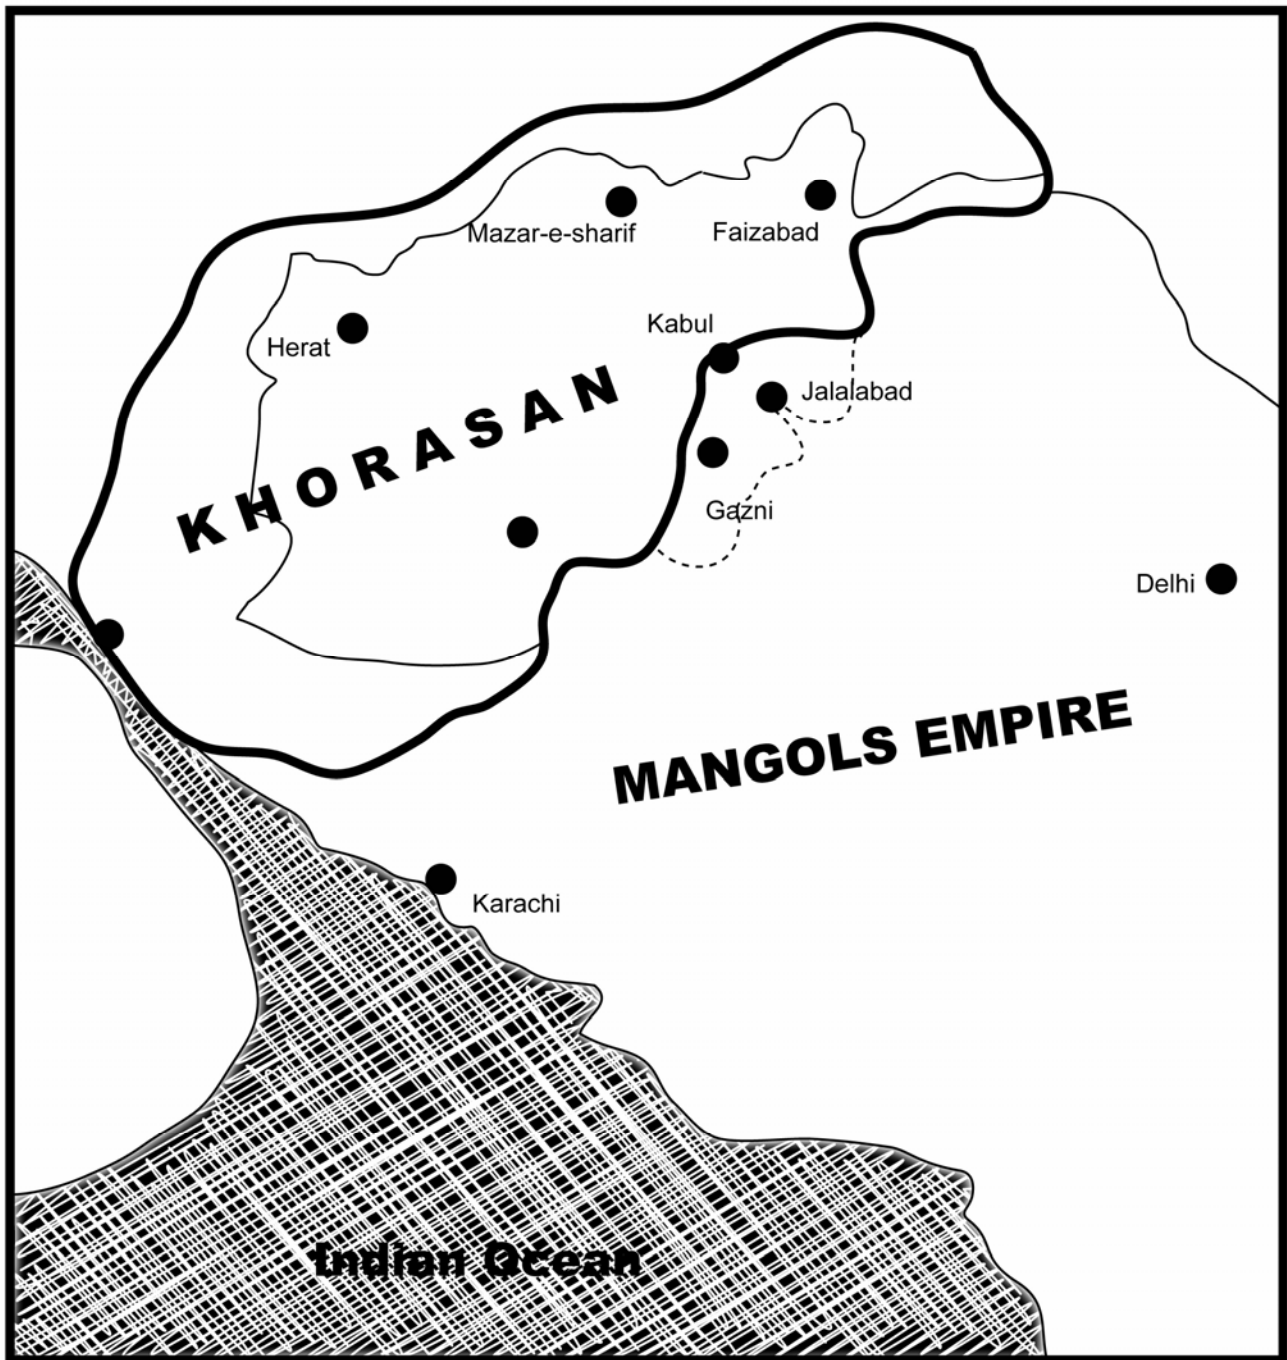 Mazar-e-sharif
Faizabad
Kabul
Herat
Jalalabad
KHORASAN
Gazni
Delhi
MANGOLS EMPIRE
Karachi
Indian Ocean